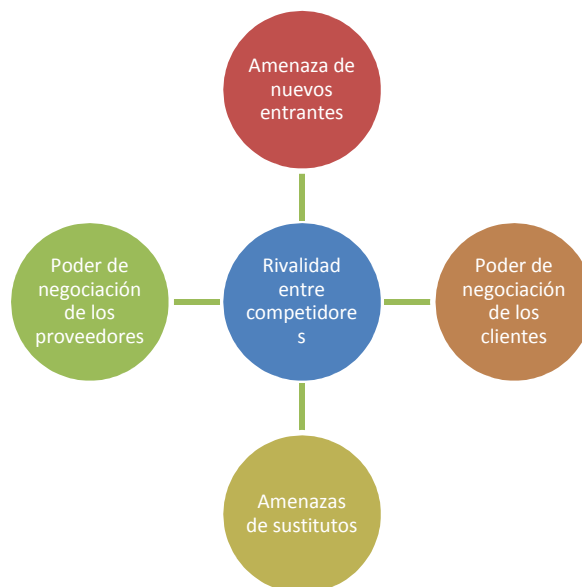 Amenaza de
nuevos
entrantes
Poder de
negociación
de los
proveedores
Rivalidad
entre
competidore
s
Poder de
negociación
de los
clientes
Amenazas
de sustitutos